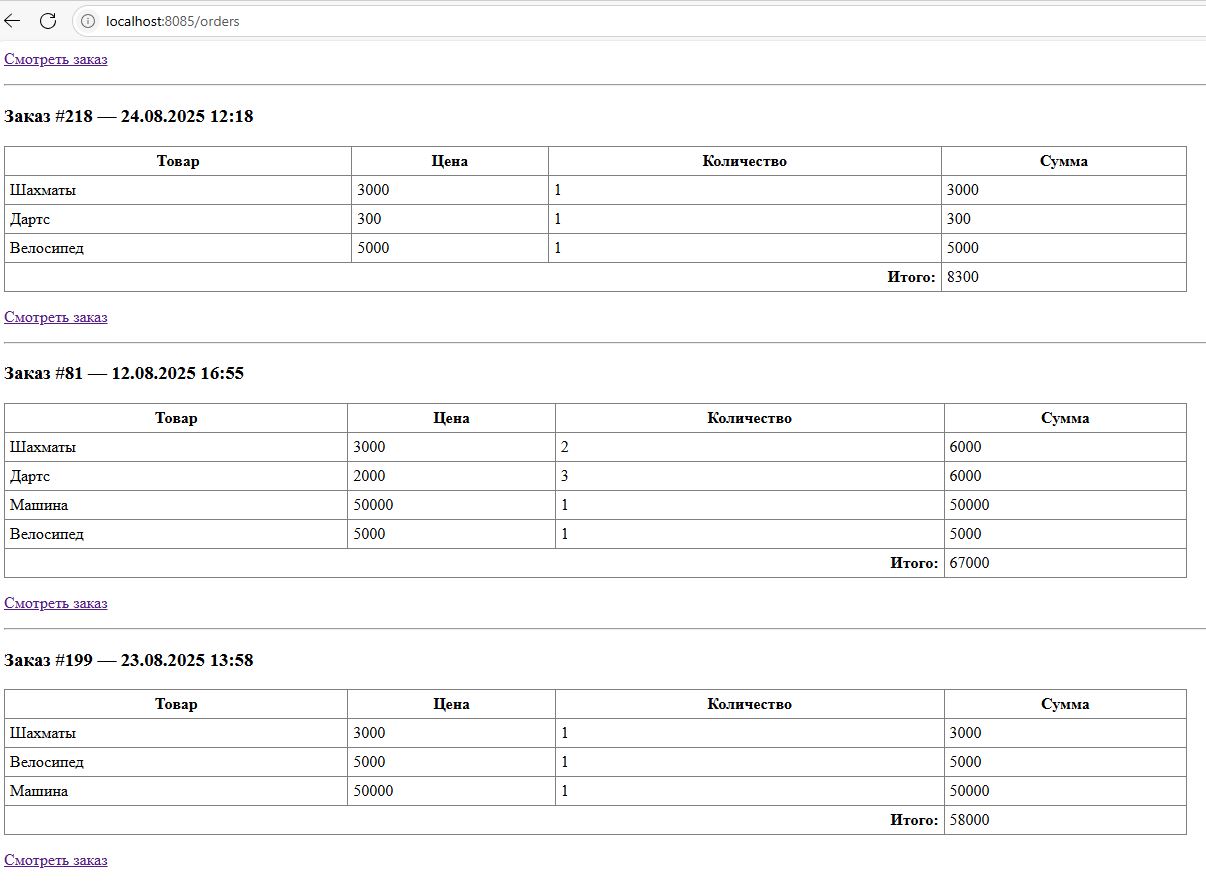 localhost:8085/orders
Смотреть заказ
Заказ #218 — 24.08.2025 12:18
Товар Цена Количество Сумма
Шахматы 3000 1 3000
Дартс 300 1 300
Велосипед 5000 1 5000
Итого: 8300
Смотреть заказ
Заказ #81 — 12.08.2025 16:55
Товар Цена Количество Сумма
Шахматы 3000 2 6000
Дартс 2000 3 6000
Машина 50000 1 50000
Велосипед 5000 1 5000
Итого: 67000
Смотреть заказ
Заказ #199 — 23.08.2025 13:58
Товар Цена Количество Сумма
Шахматы 3000 1 3000
Велосипед 5000 1 5000
Машина 50000 1 50000
Итого: 58000
Смотреть заказ